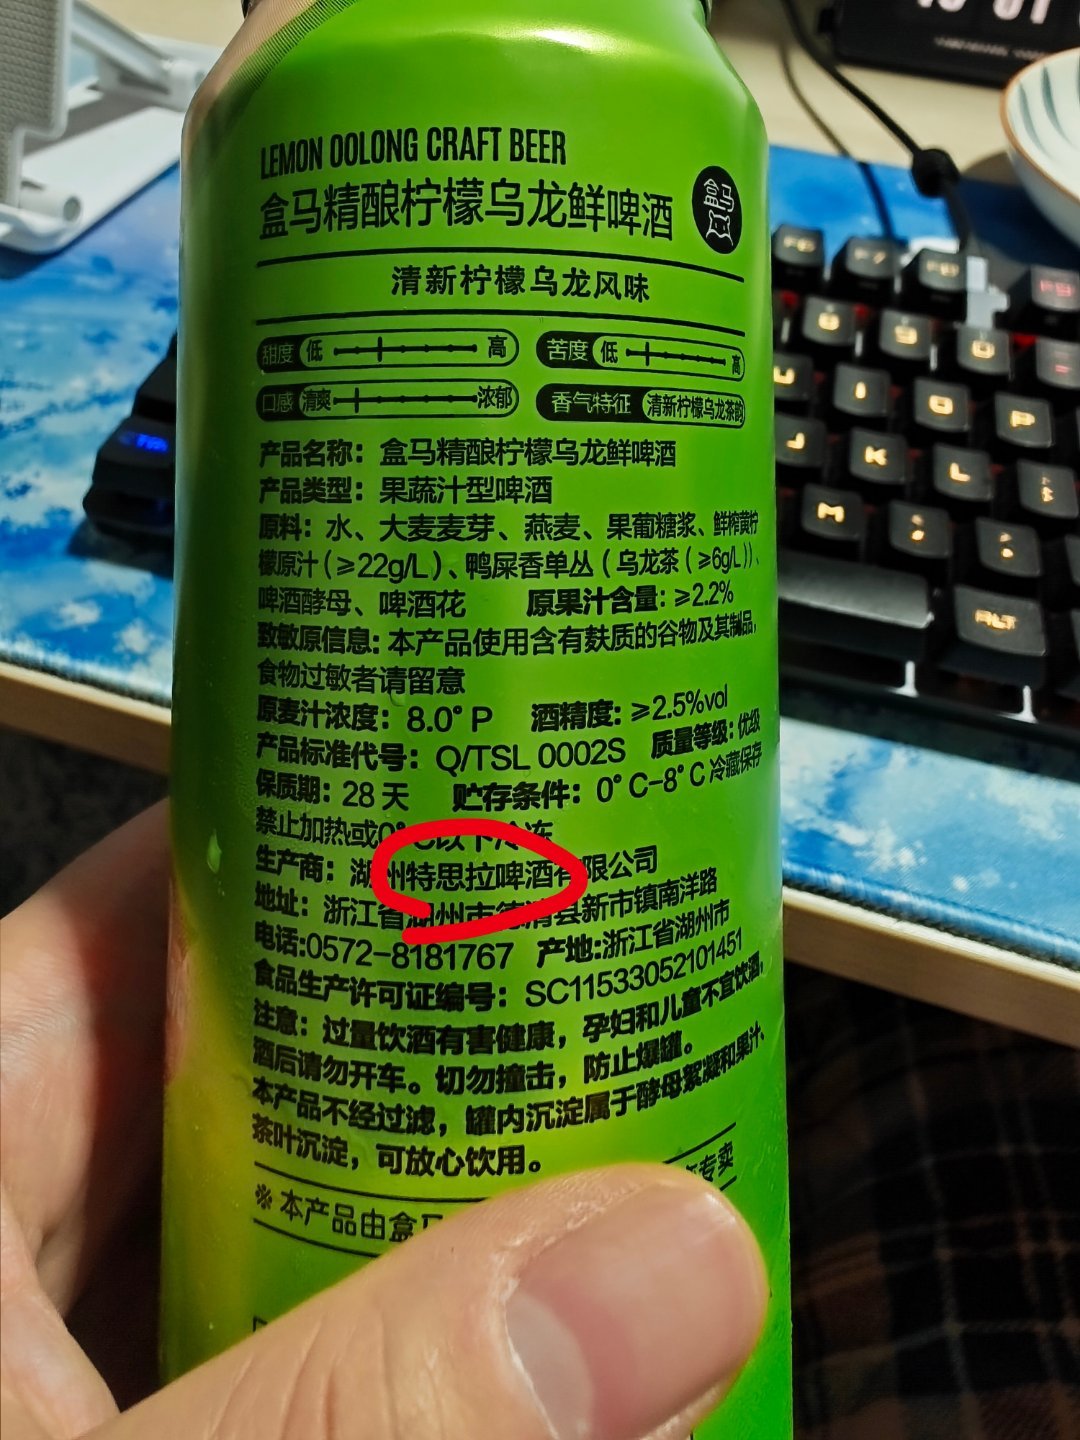 LEMON OOLONG CRAFT BEER
盒马精酿柠檬乌龙鲜啤酒
盒马
清新柠檬乌龙风味
甜度 低 高 苦度 低 高
口感 清爽 浓郁 香气特征 清新柠檬乌龙茶韵
产品名称：盒马精酿柠檬乌龙鲜啤酒
产品类型：果蔬汁型啤酒
原料：水、大麦麦芽、燕麦、果葡糖浆、鲜榨黄柠
檬原汁（≥22g/L）、鸭屎香单丛（乌龙茶（≥6g/L））、
啤酒酵母、啤酒花 原果汁含量：≥2.2%
致敏原信息：本产品使用含有麸质的谷物及其制品，
食物过敏者请留意
原麦汁浓度：8.0°P 酒精度：≥2.5%vol
产品标准代号：Q/TSL 0002S 质量等级：优级
保质期：28天 贮存条件：0°C-8°C冷藏保存
禁止加热或0°C以下冷冻
生产商：湖州特思拉啤酒有限公司
地址：浙江省湖州市德清县新市镇南洋路
电话:0572-8181767 产地:浙江省湖州市
食品生产许可证编号：SC11533052101451
注意：过量饮酒有害健康，孕妇和儿童不宜饮酒，
酒后请勿开车。切勿撞击，防止爆罐。
本产品不经过滤，罐内沉淀属于酵母絮凝和果汁、
茶叶沉淀，可放心饮用。
※本产品由盒马 专卖
F6 F7 F8 F9
8 9 0
U I O P
J K L
M
ALT